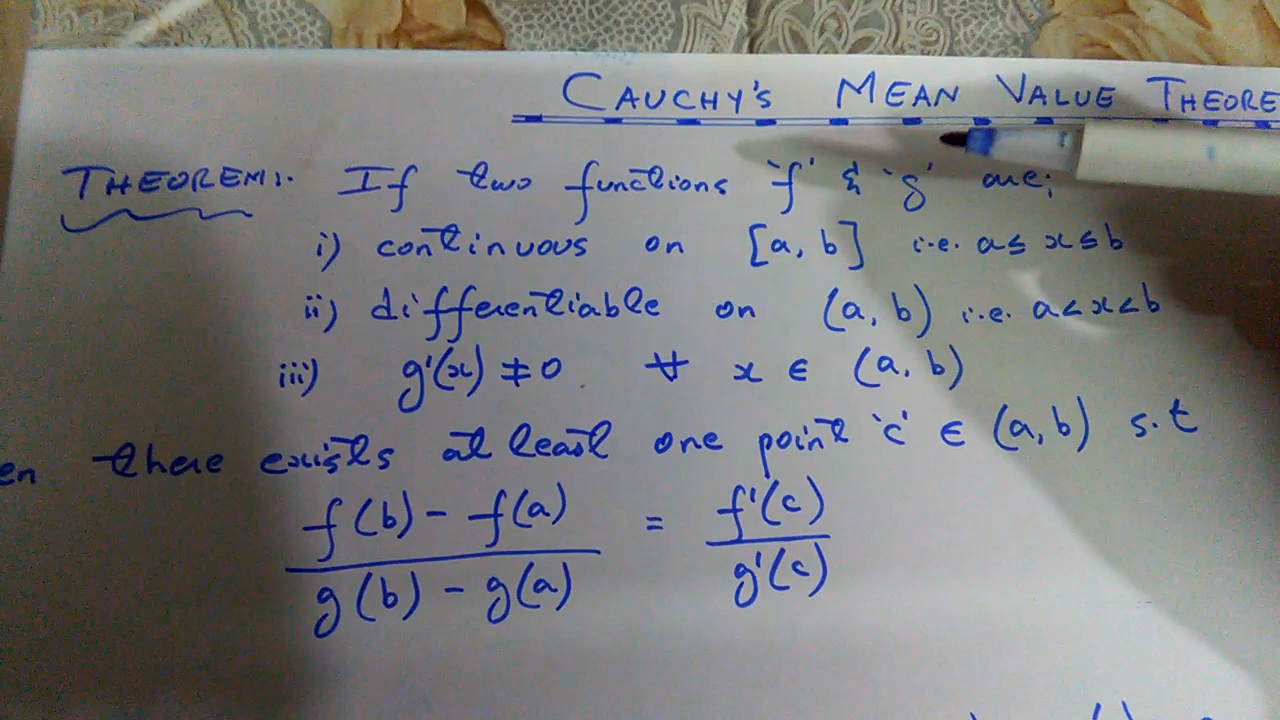 CAUCHY'S MEAN VALUE THEORE
THEOREM:. If two functions 'f' & 'g' are;
i) continuous on [a, b] i.e. a ≤ x ≤ b
ii) differentiable on (a, b) i.e. a < x < b
iii) g'(x) ≠ 0 ∀ x ∈ (a, b)
en there exists at least one point 'c' ∈ (a, b) s.t
f(b) - f(a) = f'(c)
g(b) - g(a) g'(c)